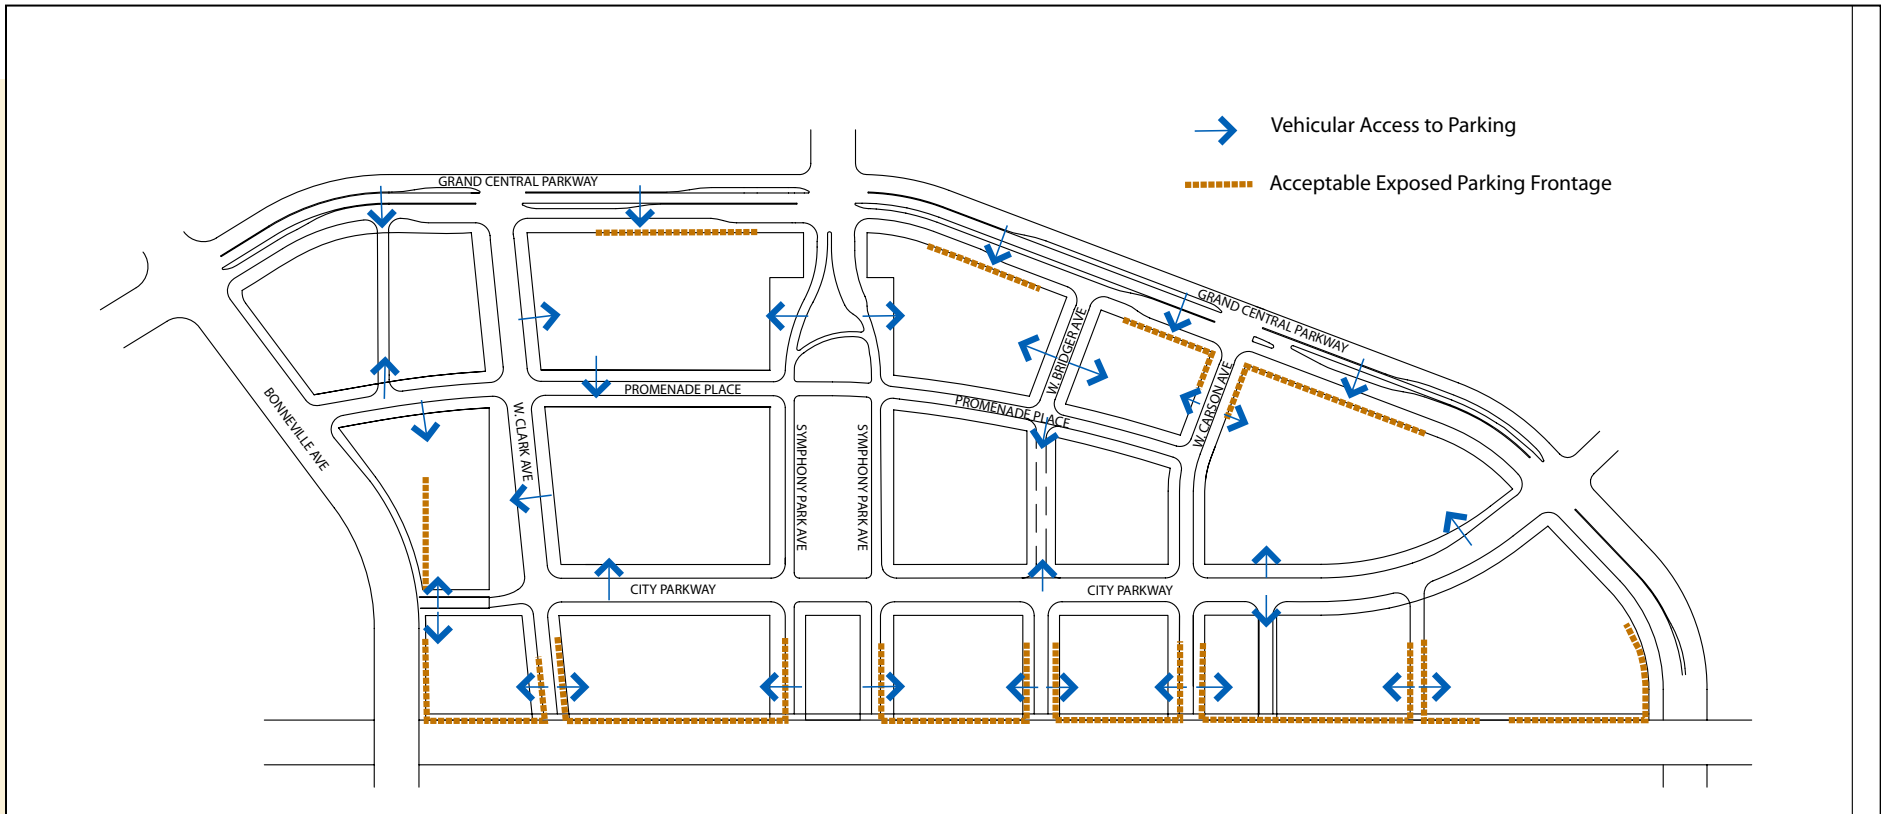 Vehicular Access to Parking
Acceptable Exposed Parking Frontage
GRAND CENTRAL PARKWAY
GRAND CENTRAL PARKWAY
W. BRIDGER AVE
W. CARSON AVE
PROMENADE PLACE
PROMENADE PLACE
BONNEVILLE AVE
W. CLARK AVE
SYMPHONY PARK AVE
SYMPHONY PARK AVE
CITY PARKWAY
CITY PARKWAY